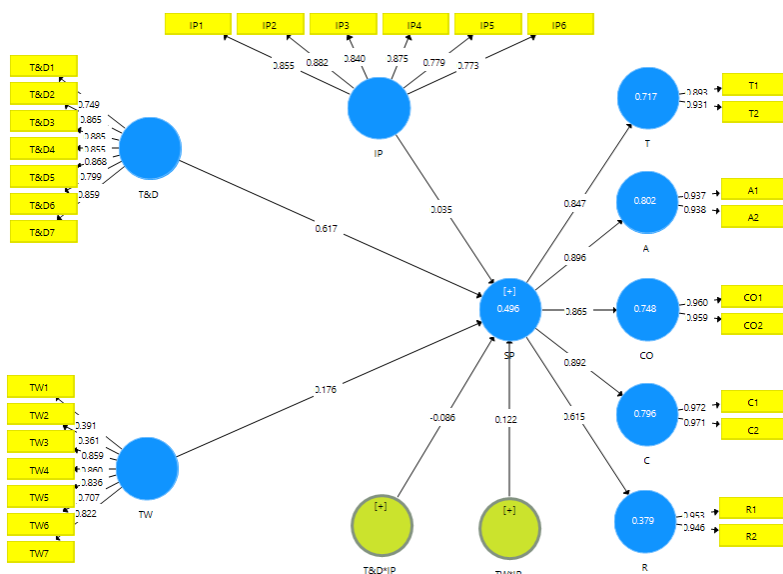 IP1 IP2 IP3 IP4 IP5 IP6
0.855 0.882 0.840 0.875 0.779 0.773
IP
T&D1
T&D2
T&D3
T&D4
T&D5
T&D6
T&D7
0.749
0.865
0.885
0.855
0.868
0.799
0.859
T&D
0.617
0.035
TW1
TW2
TW3
TW4
TW5
TW6
TW7
0.391
0.361
0.859
0.860
0.836
0.707
0.822
TW
0.176
[+]
0.496
SP
-0.086
0.122
[+]
T&D*IP
[+]
TW*IP
0.847
0.896
0.865
0.892
0.615
0.717
T
0.893
0.931
T1
T2
0.802
A
0.937
0.938
A1
A2
0.748
CO
0.960
0.959
CO1
CO2
0.796
C
0.972
0.971
C1
C2
0.379
R
0.953
0.946
R1
R2